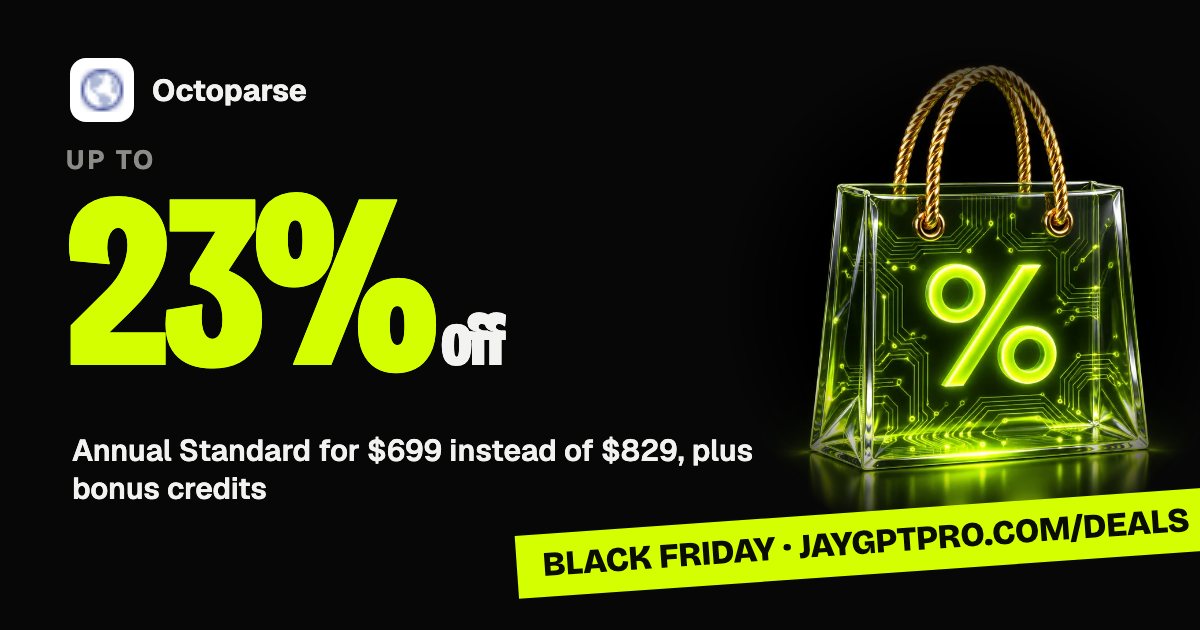 Octoparse
UP TO
23% off
Annual Standard for $699 instead of $829, plus
bonus credits
%
BLACK FRIDAY · JAYGPTPRO.COM/DEALS